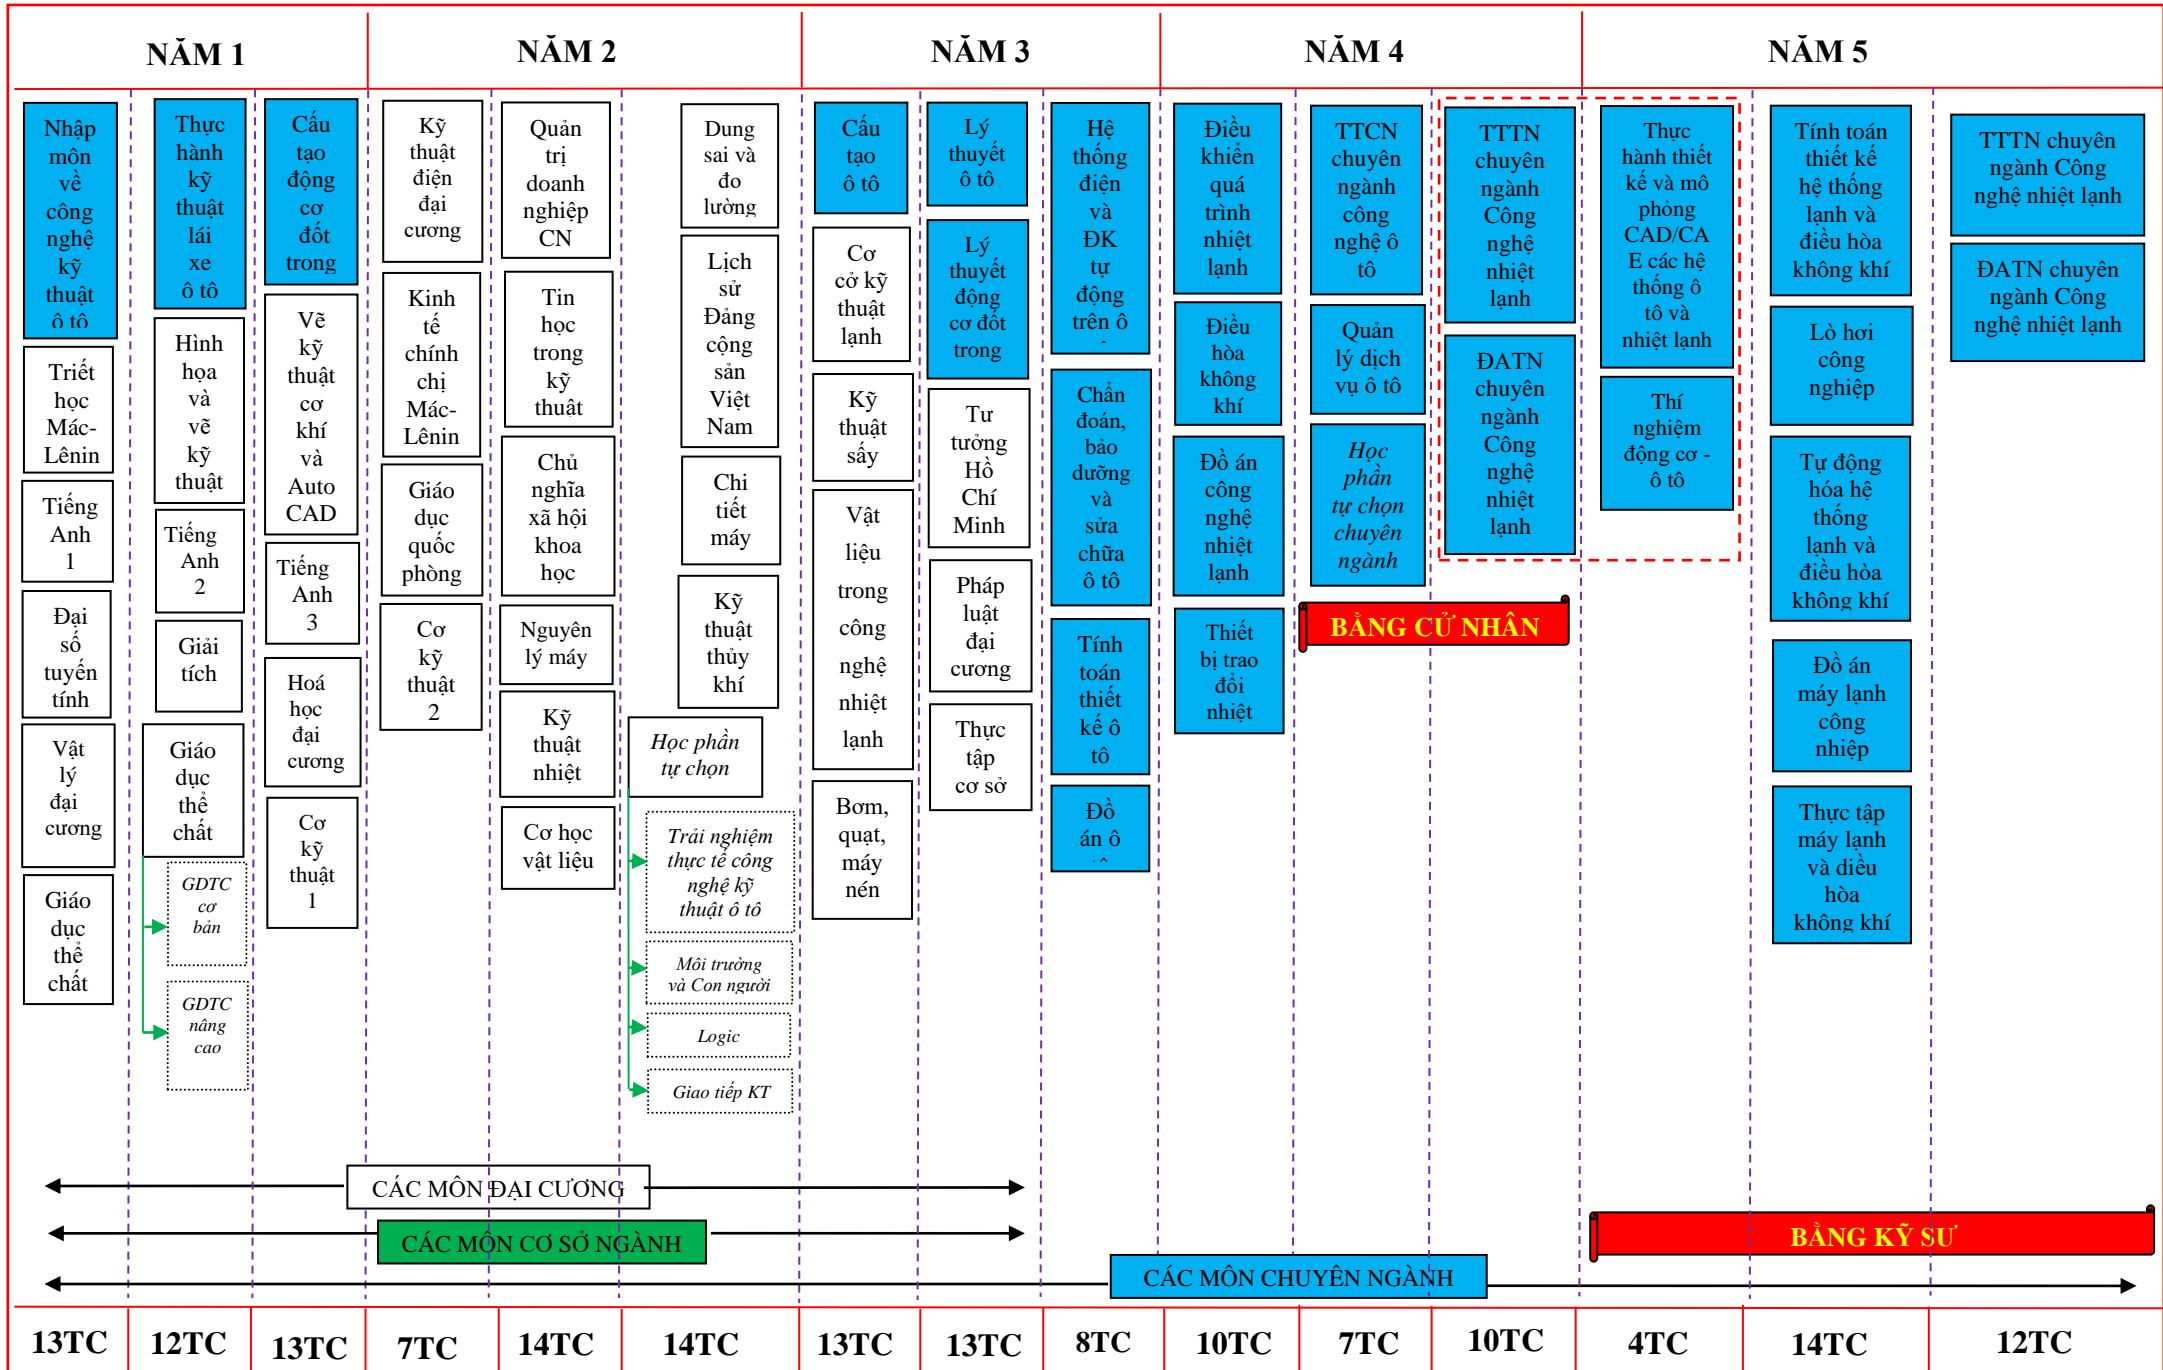 NĂM 1
NĂM 2
NĂM 3
NĂM 4
NĂM 5
Nhập
môn
về
công
nghệ
kỹ
thuật
ô tô
Triết
học
Mác-
Lênin
Tiếng
Anh
1
Đại
số
tuyến
tính
Vật
lý
đại
cương
Giáo
dục
thể
chất
Thực
hành
kỹ
thuật
lái
xe
ô tô
Hình
họa
và
vẽ
kỹ
thuật
Tiếng
Anh
2
Giải
tích
Giáo
dục
thể
chất
GDTC
cơ
bản
GDTC
nâng
cao
Cấu
tạo
động
cơ
đốt
trong
Vẽ
kỹ
thuật
cơ
khí
và
Auto
CAD
Tiếng
Anh
3
Hoá
học
đại
cương
Cơ
kỹ
thuật
1
Kỹ
thuật
điện
đại
cương
Kinh
tế
chính
chị
Mác-
Lênin
Giáo
dục
quốc
phòng
Cơ
kỹ
thuật
2
Quản
trị
doanh
nghiệp
CN
Tin
học
trong
kỹ
thuật
Chủ
nghĩa
xã hội
khoa
học
Nguyên
lý máy
Kỹ
thuật
nhiệt
Cơ học
vật liệu
Dung
sai và
đo
lường
Lịch
sử
Đảng
cộng
sản
Việt
Nam
Chi
tiết
máy
Kỹ
thuật
thủy
khí
Học phần
tự chọn
Trải nghiệm
thực tế công
nghệ kỹ
thuật ô tô
Môi trường
và Con người
Logic
Giao tiếp KT
Cấu
tạo
ô tô
Cơ
cở kỹ
thuật
lạnh
Kỹ
thuật
sấy
Vật
liệu
trong
công
nghệ
nhiệt
lạnh
Bơm,
quạt,
máy
nén
Lý
thuyết
ô tô
Lý
thuyết
động
cơ đốt
trong
Tư
tưởng
Hồ
Chí
Minh
Pháp
luật
đại
cương
Thực
tập
cơ sở
Hệ
thống
điện
và
ĐK
tự
động
trên ô
Chẩn
đoán,
bảo
dưỡng
và
sửa
chữa
ô tô
Tính
toán
thiết
kế ô
tô
Đồ
án ô
Điều
khiển
quá
trình
nhiệt
lạnh
Điều
hòa
không
khí
Đồ án
công
nghệ
nhiệt
lạnh
Thiết
bị trao
đổi
nhiệt
TTCN
chuyên
ngành
công
nghệ ô
tô
Quản
lý dịch
vụ ô tô
Học
phần
tự chọn
chuyên
ngành
BẰNG CỬ NHÂN
TTTN
chuyên
ngành
Công
nghệ
nhiệt
lạnh
ĐATN
chuyên
ngành
Công
nghệ
nhiệt
lạnh
Thực
hành thiết
kế và mô
phỏng
CAD/CA
E các hệ
thống ô
tô và
nhiệt lạnh
Thí
nghiệm
động cơ -
ô tô
Tính toán
thiết kế
hệ thống
lạnh và
điều hòa
không khí
Lò hơi
công
nghiệp
Tự động
hóa hệ
thống
lạnh và
điều hòa
không khí
Đồ án
máy lạnh
công
nhiệp
Thực tập
máy lạnh
và diều
hòa
không khí
TTTN chuyên
ngành Công
nghệ nhiệt lạnh
ĐATN chuyên
ngành Công
nghệ nhiệt lạnh
CÁC MÔN ĐẠI CƯƠNG
CÁC MÔN CƠ SỞ NGÀNH
CÁC MÔN CHUYÊN NGÀNH
BẰNG KỸ SƯ
13TC
12TC
13TC
7TC
14TC
14TC
13TC
13TC
8TC
10TC
7TC
10TC
4TC
14TC
12TC